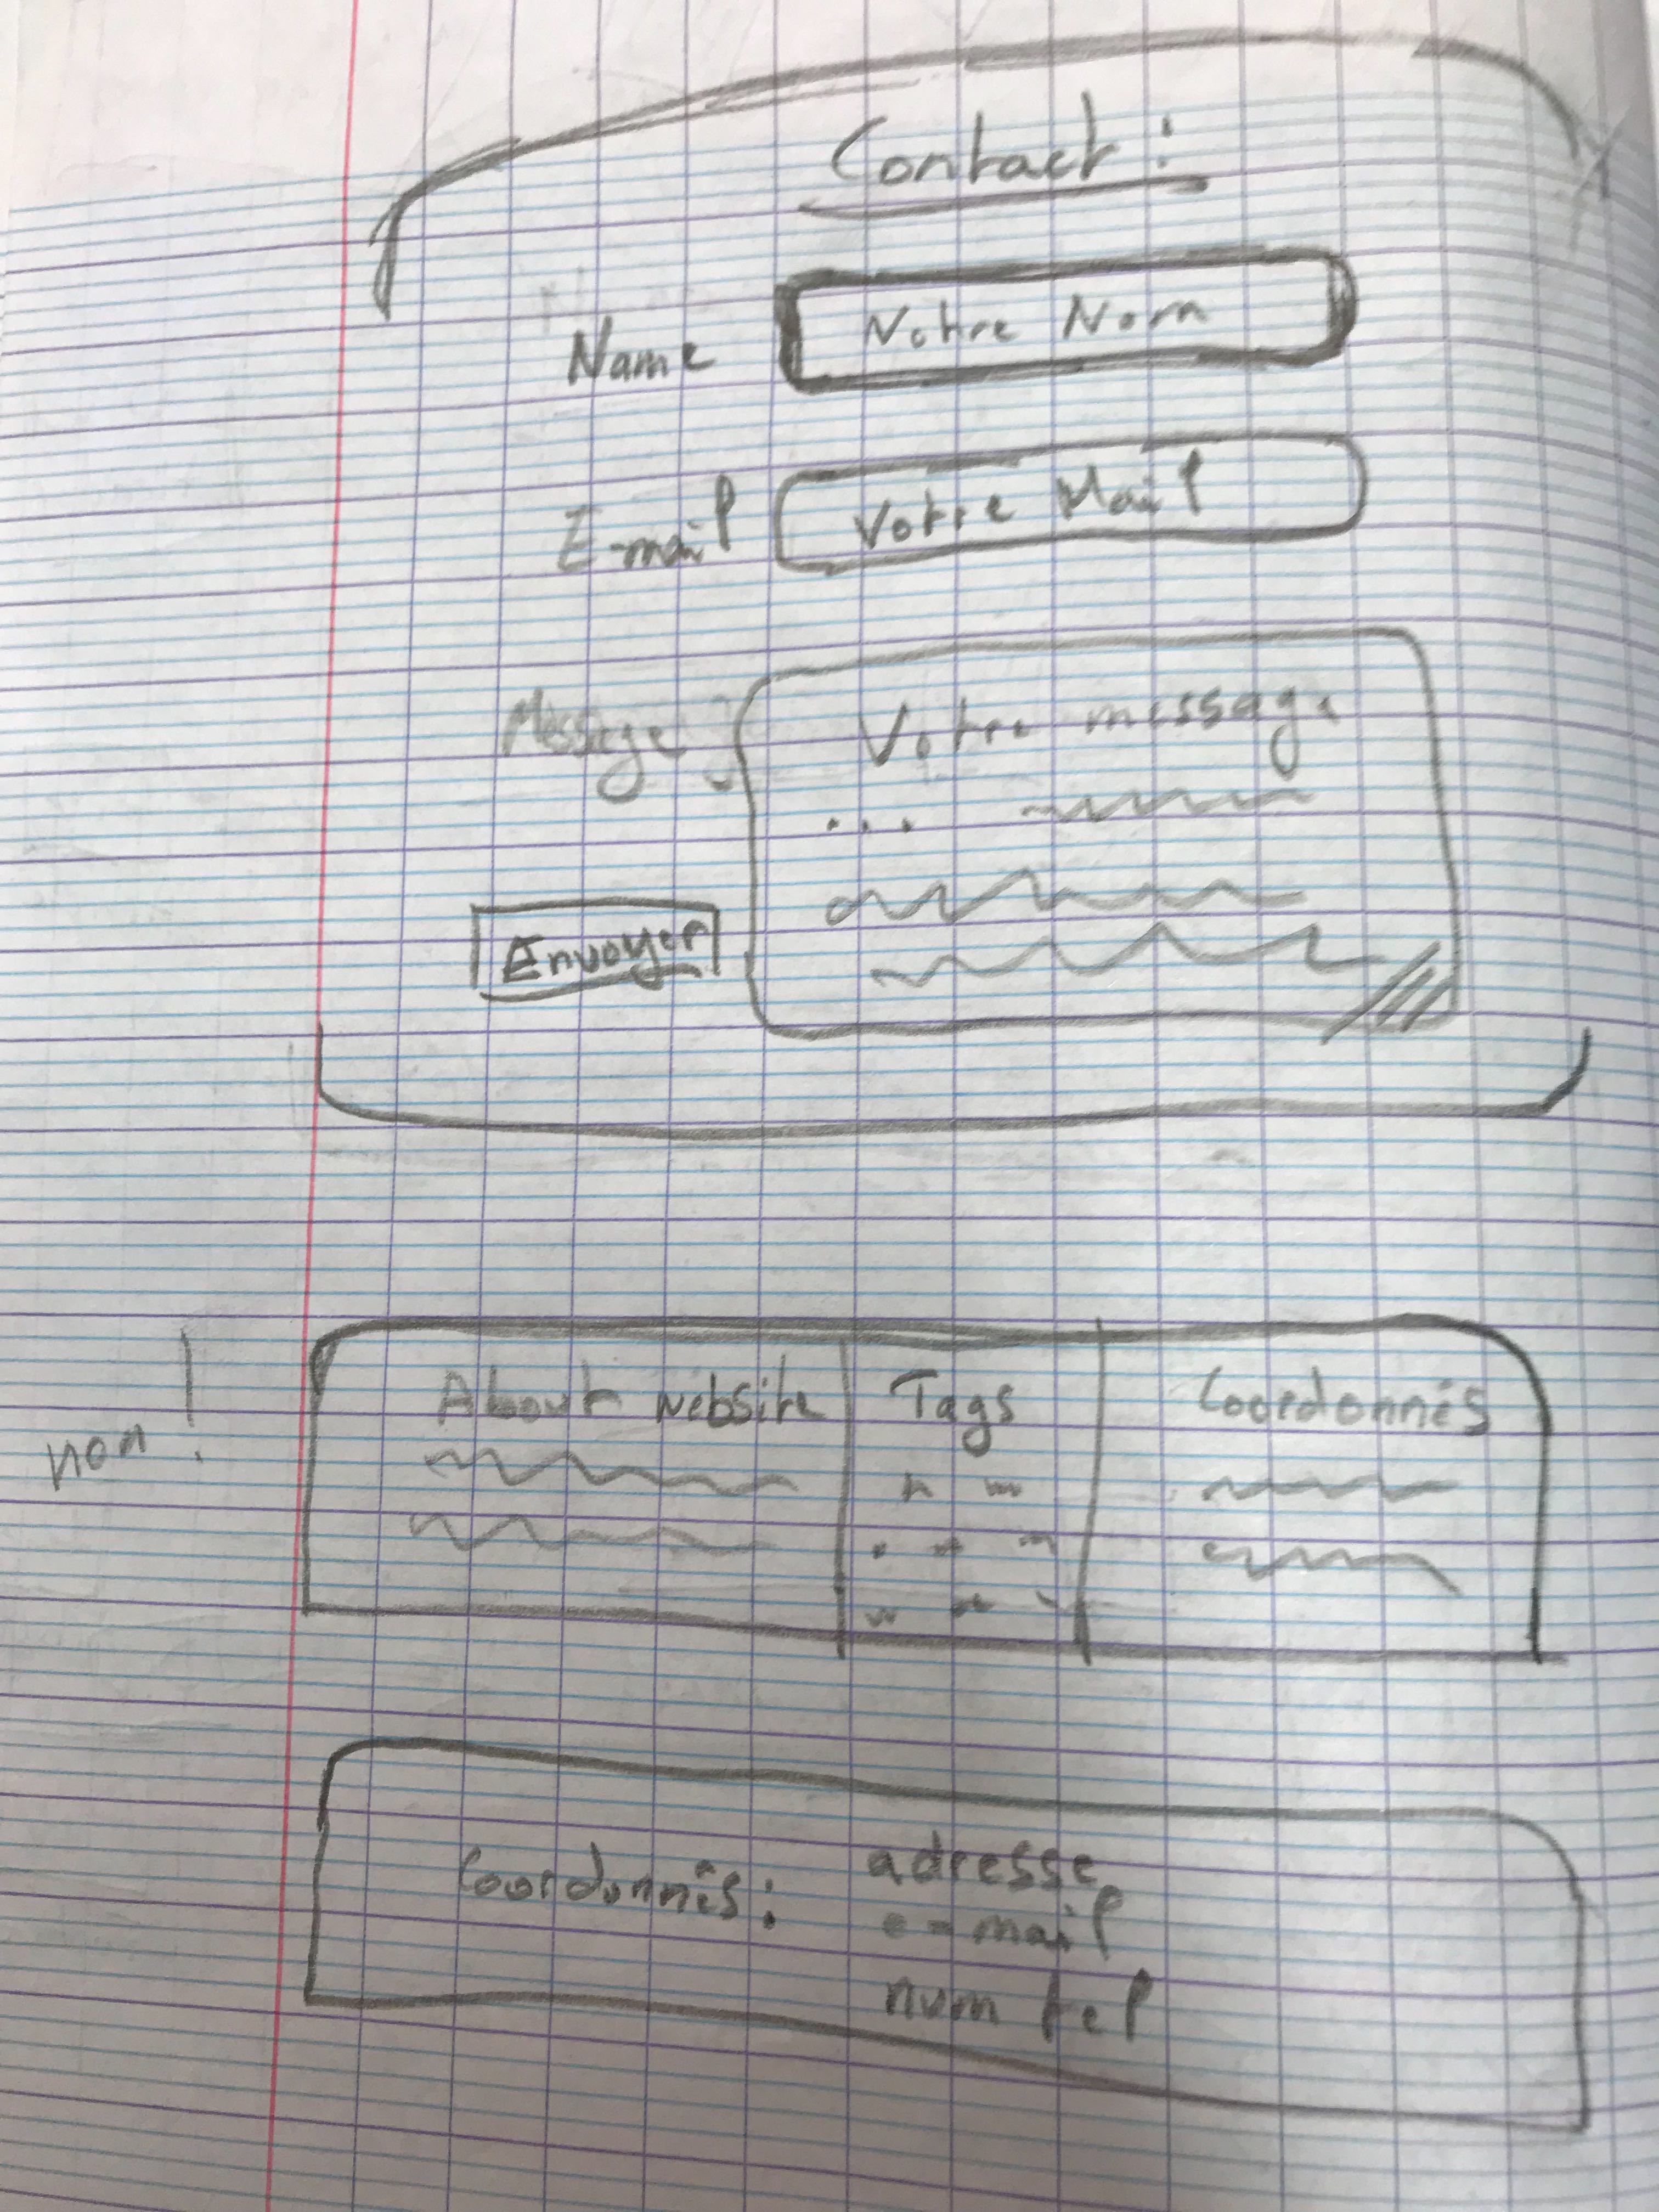 Contact :
Name Votre Nom
E-mail Votre Mail
Message Votre message
...
Envoyer
non !
About website Tags Coordonnés
Coordonnés : adresse
e-mail
num tel